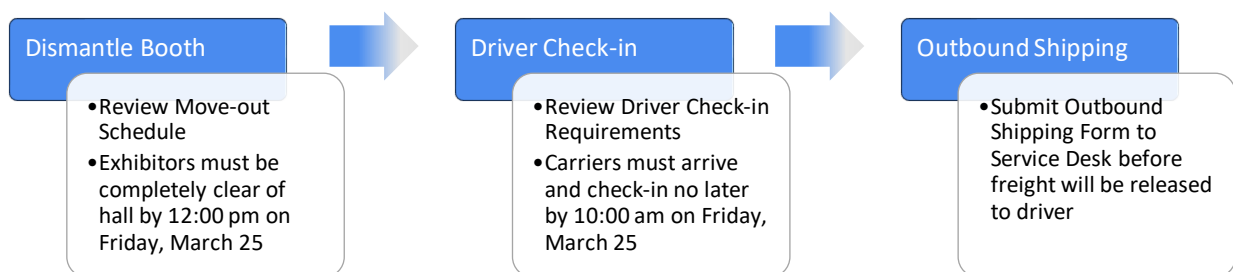 Dismantle Booth
•Review Move-out
Schedule
•Exhibitors must be
completely clear of
hall by 12:00 pm on
Friday, March 25
Driver Check-in
•Review Driver Check-in
Requirements
•Carriers must arrive
and check-in no later
by 10:00 am on Friday,
March 25
Outbound Shipping
•Submit Outbound
Shipping Form to
Service Desk before
freight will be released
to driver